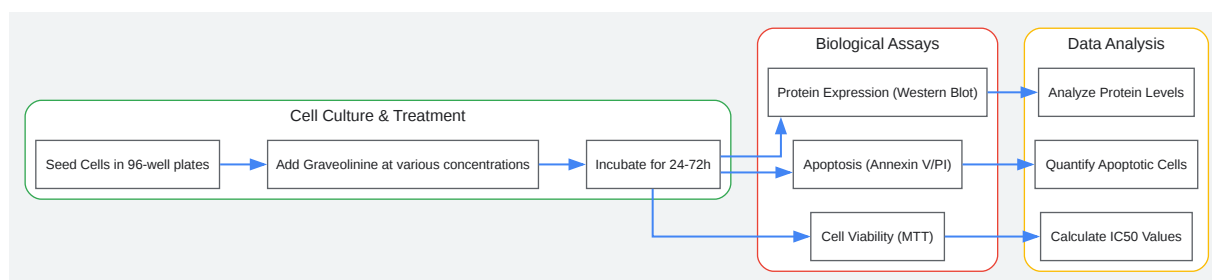 Cell Culture & Treatment
Seed Cells in 96-well plates
Add Graveolinine at various concentrations
Incubate for 24-72h
Biological Assays
Protein Expression (Western Blot)
Apoptosis (Annexin V/PI)
Cell Viability (MTT)
Data Analysis
Analyze Protein Levels
Quantify Apoptotic Cells
Calculate IC50 Values